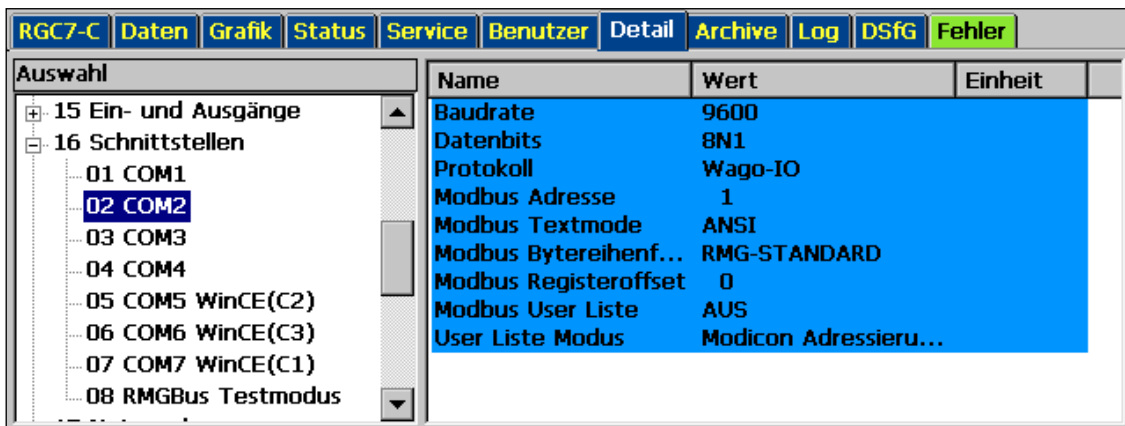 RGC7-C Daten Grafik Status Service Benutzer Detail Archive Log DSfG Fehler
Auswahl
15 Ein- und Ausgänge
16 Schnittstellen
01 COM1
02 COM2
03 COM3
04 COM4
05 COM5 WinCE(C2)
06 COM6 WinCE(C3)
07 COM7 WinCE(C1)
08 RMGBus Testmodus
Name Wert Einheit
Baudrate 9600
Datenbits 8N1
Protokoll Wago-IO
Modbus Adresse 1
Modbus Textmode ANSI
Modbus Bytereihenf... RMG-STANDARD
Modbus Registeroffset 0
Modbus User Liste AUS
User Liste Modus Modicon Adressieru...